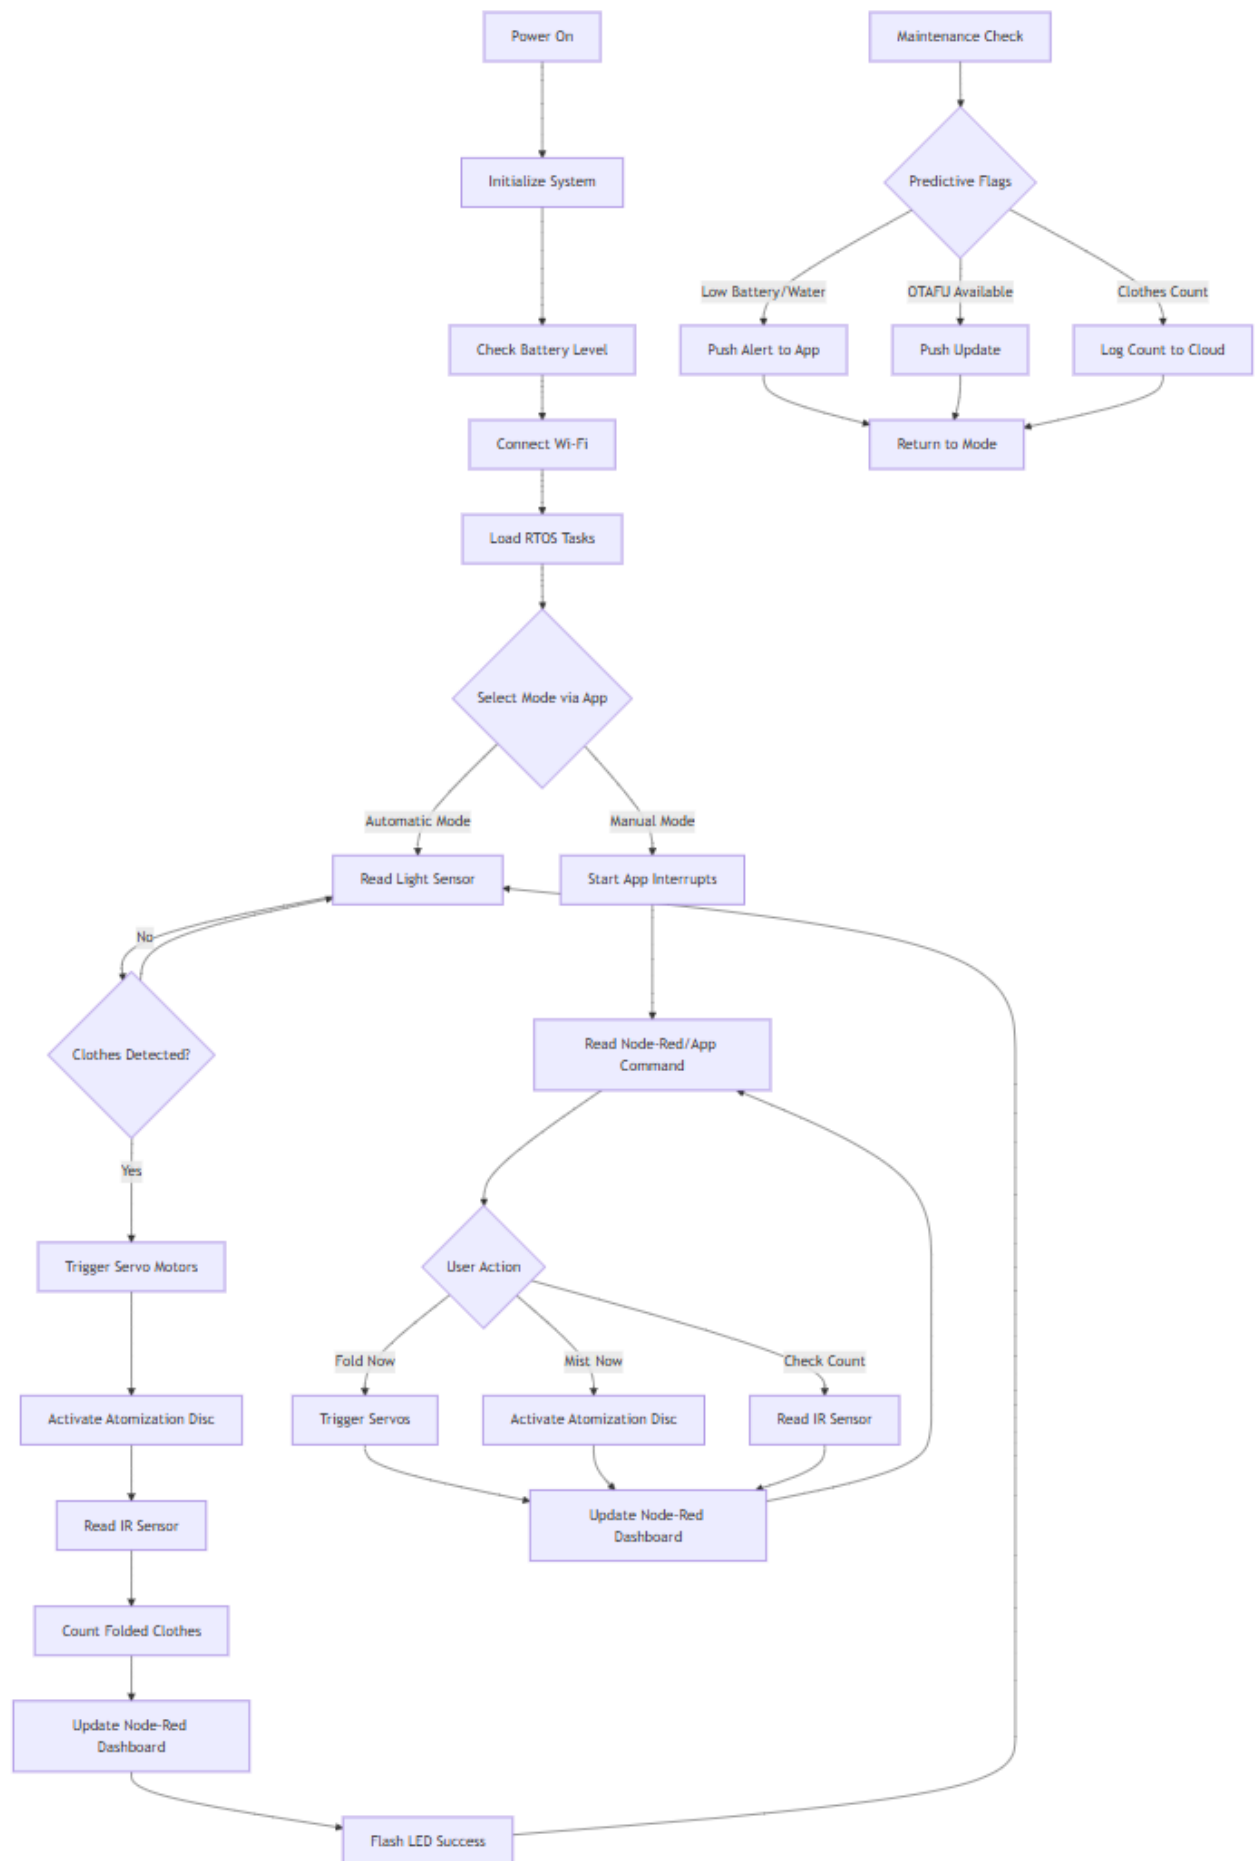 Power On
Maintenance Check
Initialize System
Predictive Flags
Low Battery/Water
OTAFU Available
Clothes Count
Check Battery Level
Push Alert to App
Push Update
Log Count to Cloud
Connect Wi-Fi
Return to Mode
Load RTOS Tasks
Select Mode via App
Automatic Mode
Manual Mode
Read Light Sensor
Start App Interrupts
No
Clothes Detected?
Read Node-Red/App
Command
Yes
Trigger Servo Motors
User Action
Fold Now
Mist Now
Check Count
Activate Atomization Disc
Trigger Servos
Activate Atomization Disc
Read IR Sensor
Read IR Sensor
Update Node-Red
Dashboard
Count Folded Clothes
Update Node-Red
Dashboard
Flash LED Success